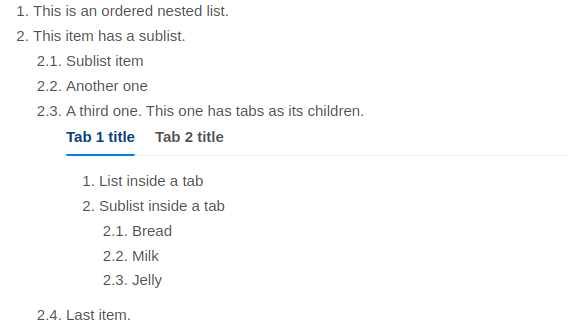 1. This is an ordered nested list.
2. This item has a sublist.
2.1. Sublist item
2.2. Another one
2.3. A third one. This one has tabs as its children.
Tab 1 title Tab 2 title
1. List inside a tab
2. Sublist inside a tab
2.1. Bread
2.2. Milk
2.3. Jelly
2.4. Last item.